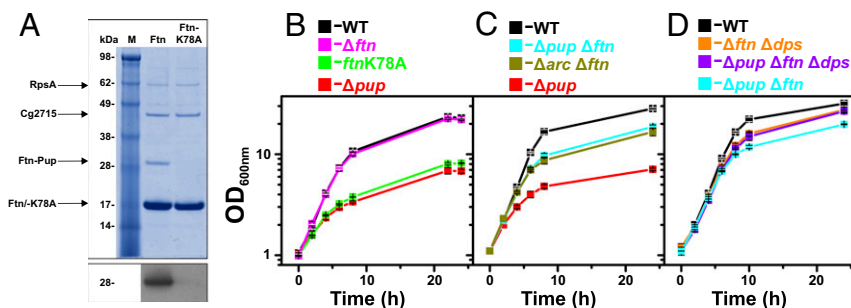 A
kDa M Ftn Ftn-
K78A
98-
RpsA
62-
49-
Cg2715
38-
Ftn-Pup
28-
Ftn/-K78A
17-
14-
28-
B
-WT
-Δftn
-ftnK78A
-Δpup
C
-WT
-Δpup Δftn
-Δarc Δftn
-Δpup
D
-WT
-Δftn Δdps
-Δpup Δftn Δdps
-Δpup Δftn
OD600nm
10
1
0 10 20
Time (h)
0 10 20
Time (h)
0 10 20
Time (h)